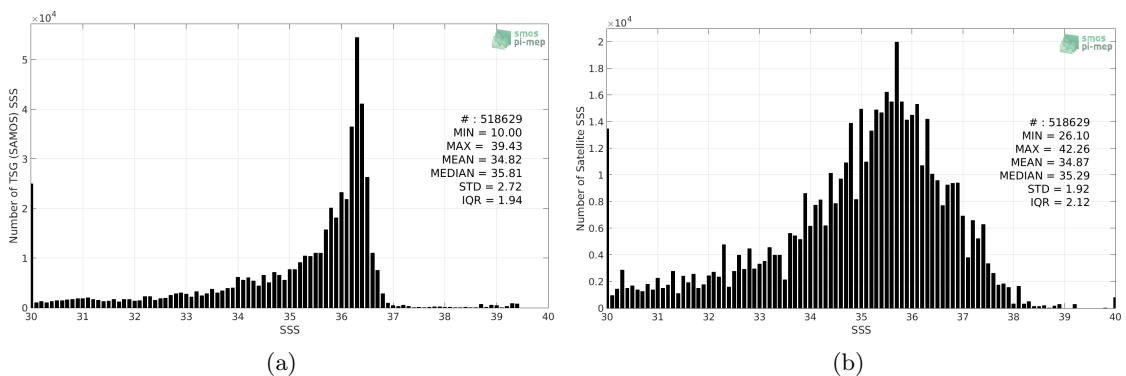 ×10⁴
smos
pi-mep
Number of TSG (SAMOS) SSS
5
4
3
2
1
0
# : 518629
MIN = 10.00
MAX = 39.43
MEAN = 34.82
MEDIAN = 35.81
STD = 2.72
IQR = 1.94
30 31 32 33 34 35 36 37 38 39 40
SSS
(a)
×10⁴
smos
pi-mep
Number of Satellite SSS
2
1.8
1.6
1.4
1.2
1
0.8
0.6
0.4
0.2
0
# : 518629
MIN = 26.10
MAX = 42.26
MEAN = 34.87
MEDIAN = 35.29
STD = 1.92
IQR = 2.12
30 31 32 33 34 35 36 37 38 39 40
SSS
(b)